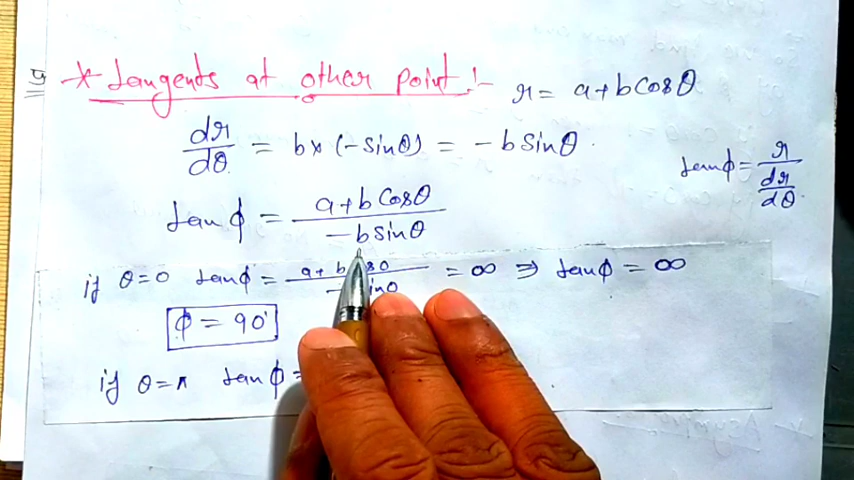 * Tangents at other point :- r = a+b cosθ
dr/dθ = b×(-sinθ) = -b sinθ.
tanφ = r/(dr/dθ)
tanφ = (a+b cosθ)/(-b sinθ)
if θ=0 tanφ = = ∞ ⇒ tanφ = ∞
φ = 90°
if θ=π tanφ =